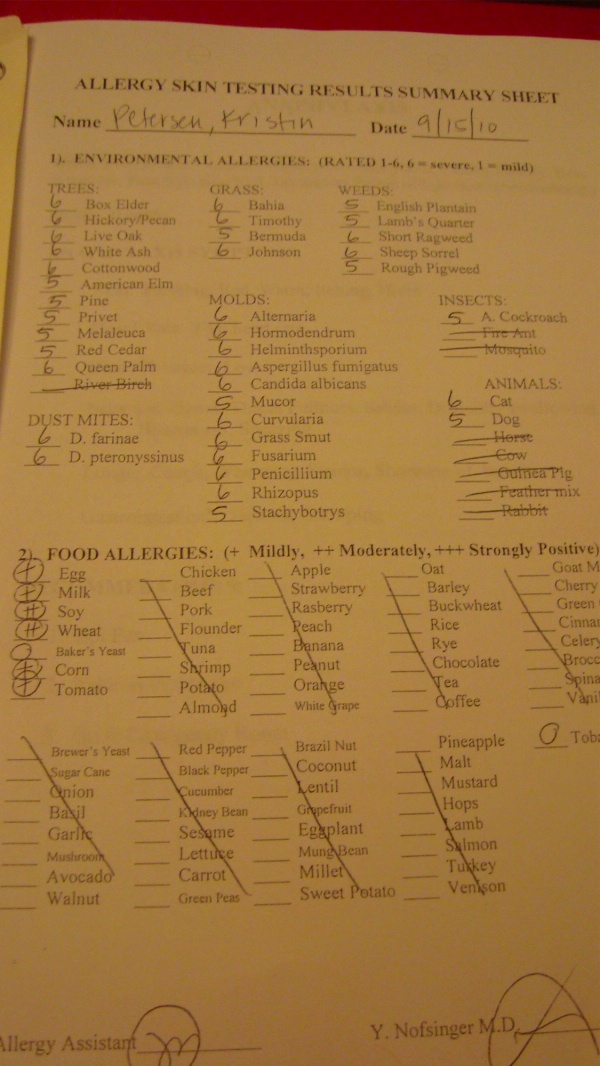 ALLERGY SKIN TESTING RESULTS SUMMARY SHEET
Name Petersen, Kristin Date 9/15/10
1). ENVIRONMENTAL ALLERGIES: (RATED 1-6, 6 = severe, 1 = mild)
TREES:
6 Box Elder
6 Hickory/Pecan
6 Live Oak
6 White Ash
6 Cottonwood
5 American Elm
5 Pine
5 Privet
5 Melaleuca
5 Red Cedar
6 Queen Palm
River Birch
DUST MITES:
6 D. farinae
6 D. pteronyssinus
GRASS:
6 Bahia
6 Timothy
5 Bermuda
6 Johnson
MOLDS:
6 Alternaria
6 Hormodendrum
6 Helminthsporium
6 Aspergillus fumigatus
6 Candida albicans
5 Mucor
6 Curvularia
6 Grass Smut
6 Fusarium
6 Penicillium
6 Rhizopus
5 Stachybotrys
WEEDS:
5 English Plantain
5 Lamb's Quarter
6 Short Ragweed
6 Sheep Sorrel
5 Rough Pigweed
INSECTS:
5 A. Cockroach
Fire Ant
Mosquito
ANIMALS:
6 Cat
5 Dog
Horse
Cow
Guinea Pig
Feather mix
Rabbit
2). FOOD ALLERGIES: (+ Mildly, ++ Moderately, +++ Strongly Positive)
+ Egg
+ Milk
++ Soy
++ Wheat
0 Baker's Yeast
+ Corn
+ Tomato
Chicken
Beef
Pork
Flounder
Tuna
Shrimp
Potato
Almond
Apple
Strawberry
Rasberry
Peach
Banana
Peanut
Orange
White Grape
Oat
Barley
Buckwheat
Rice
Rye
Chocolate
Tea
Coffee
Goat M
Cherry
Green
Cinnar
Celery
Brocc
Spina
Vanil
Brewer's Yeast
Sugar Cane
Onion
Basil
Garlic
Mushroom
Avocado
Walnut
Red Pepper
Black Pepper
Cucumber
Kidney Bean
Sesame
Lettuce
Carrot
Green Peas
Brazil Nut
Coconut
Lentil
Grapefruit
Eggplant
Mung Bean
Millet
Sweet Potato
Pineapple
Malt
Mustard
Hops
Lamb
Salmon
Turkey
Venison
0 Toba
Allergy Assistant
Y. Nofsinger M.D.